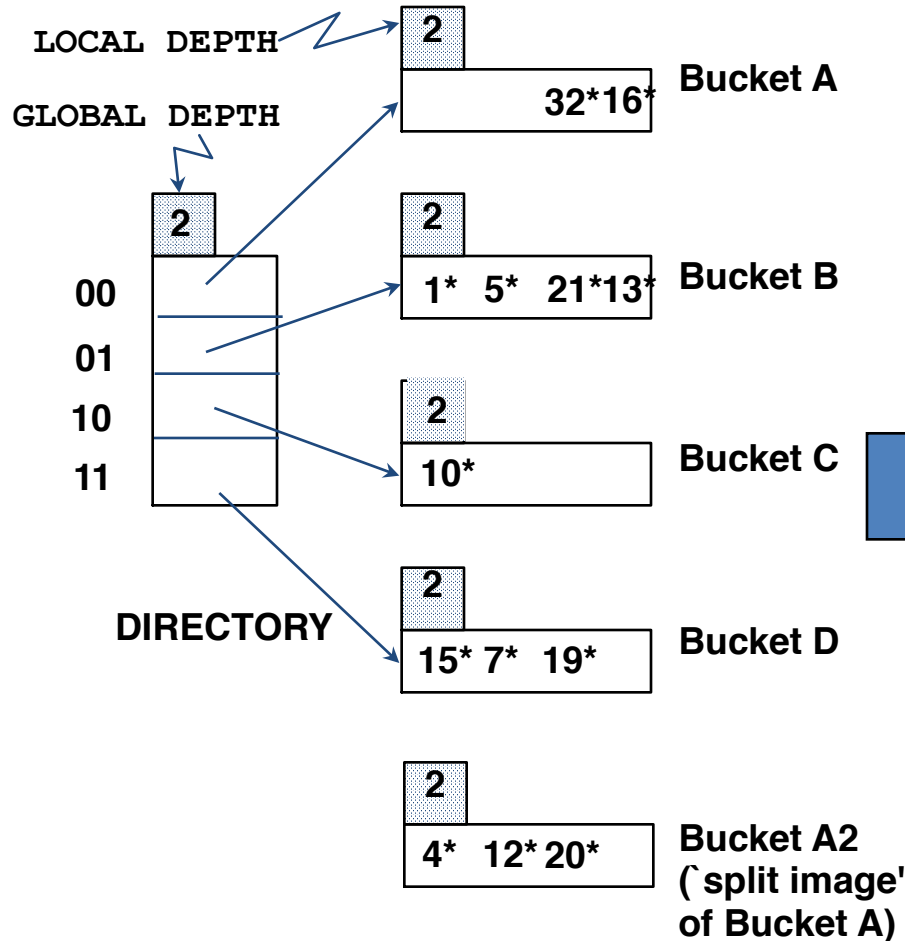 LOCAL DEPTH
2
Bucket A
32* 16*
GLOBAL DEPTH
2
2
Bucket B
1* 5* 21* 13*
00
01
10
11
2
Bucket C
10*
2
DIRECTORY
Bucket D
15* 7* 19*
2
4* 12* 20*
Bucket A2
(`split image'
of Bucket A)